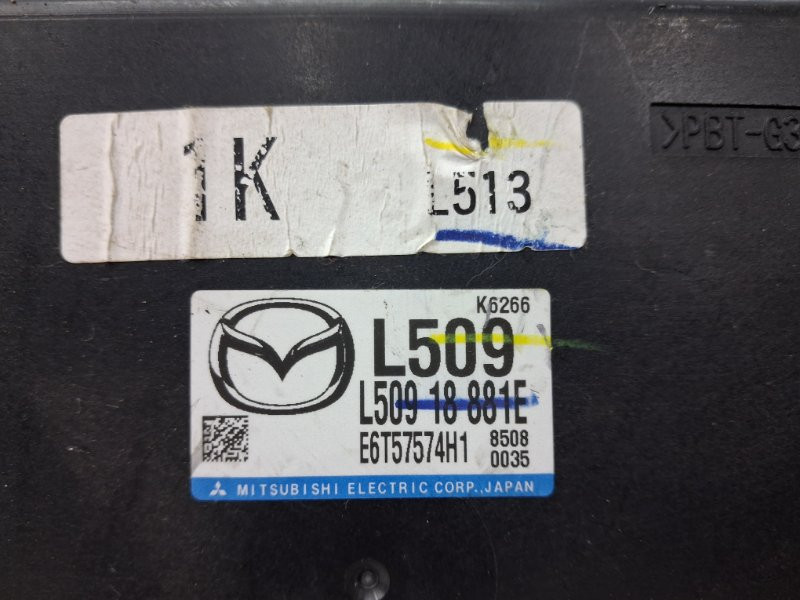 >PBT-G3
1K
L513
K6266
L509
L509 18 881E
E6T57574H1
8508
0035
MITSUBISHI ELECTRIC CORP., JAPAN